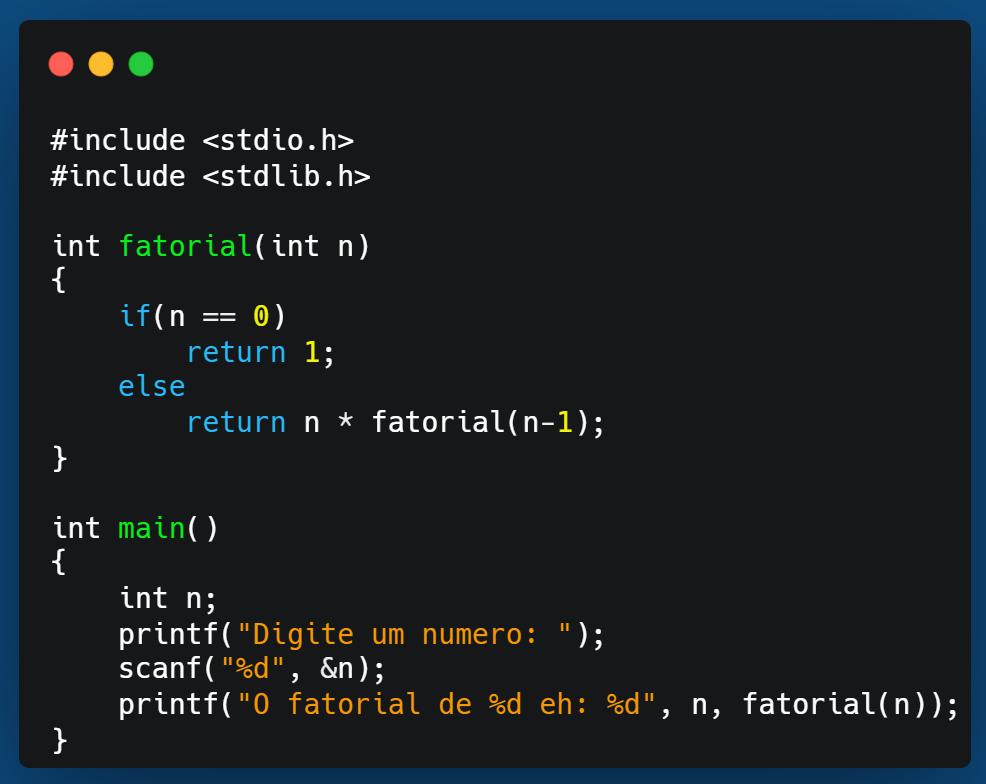 #include <stdio.h>
#include <stdlib.h>

int fatorial(int n)
{
    if(n == 0)
        return 1;
    else
        return n * fatorial(n-1);
}

int main()
{
    int n;
    printf("Digite um numero: ");
    scanf("%d", &n);
    printf("O fatorial de %d eh: %d", n, fatorial(n));
}